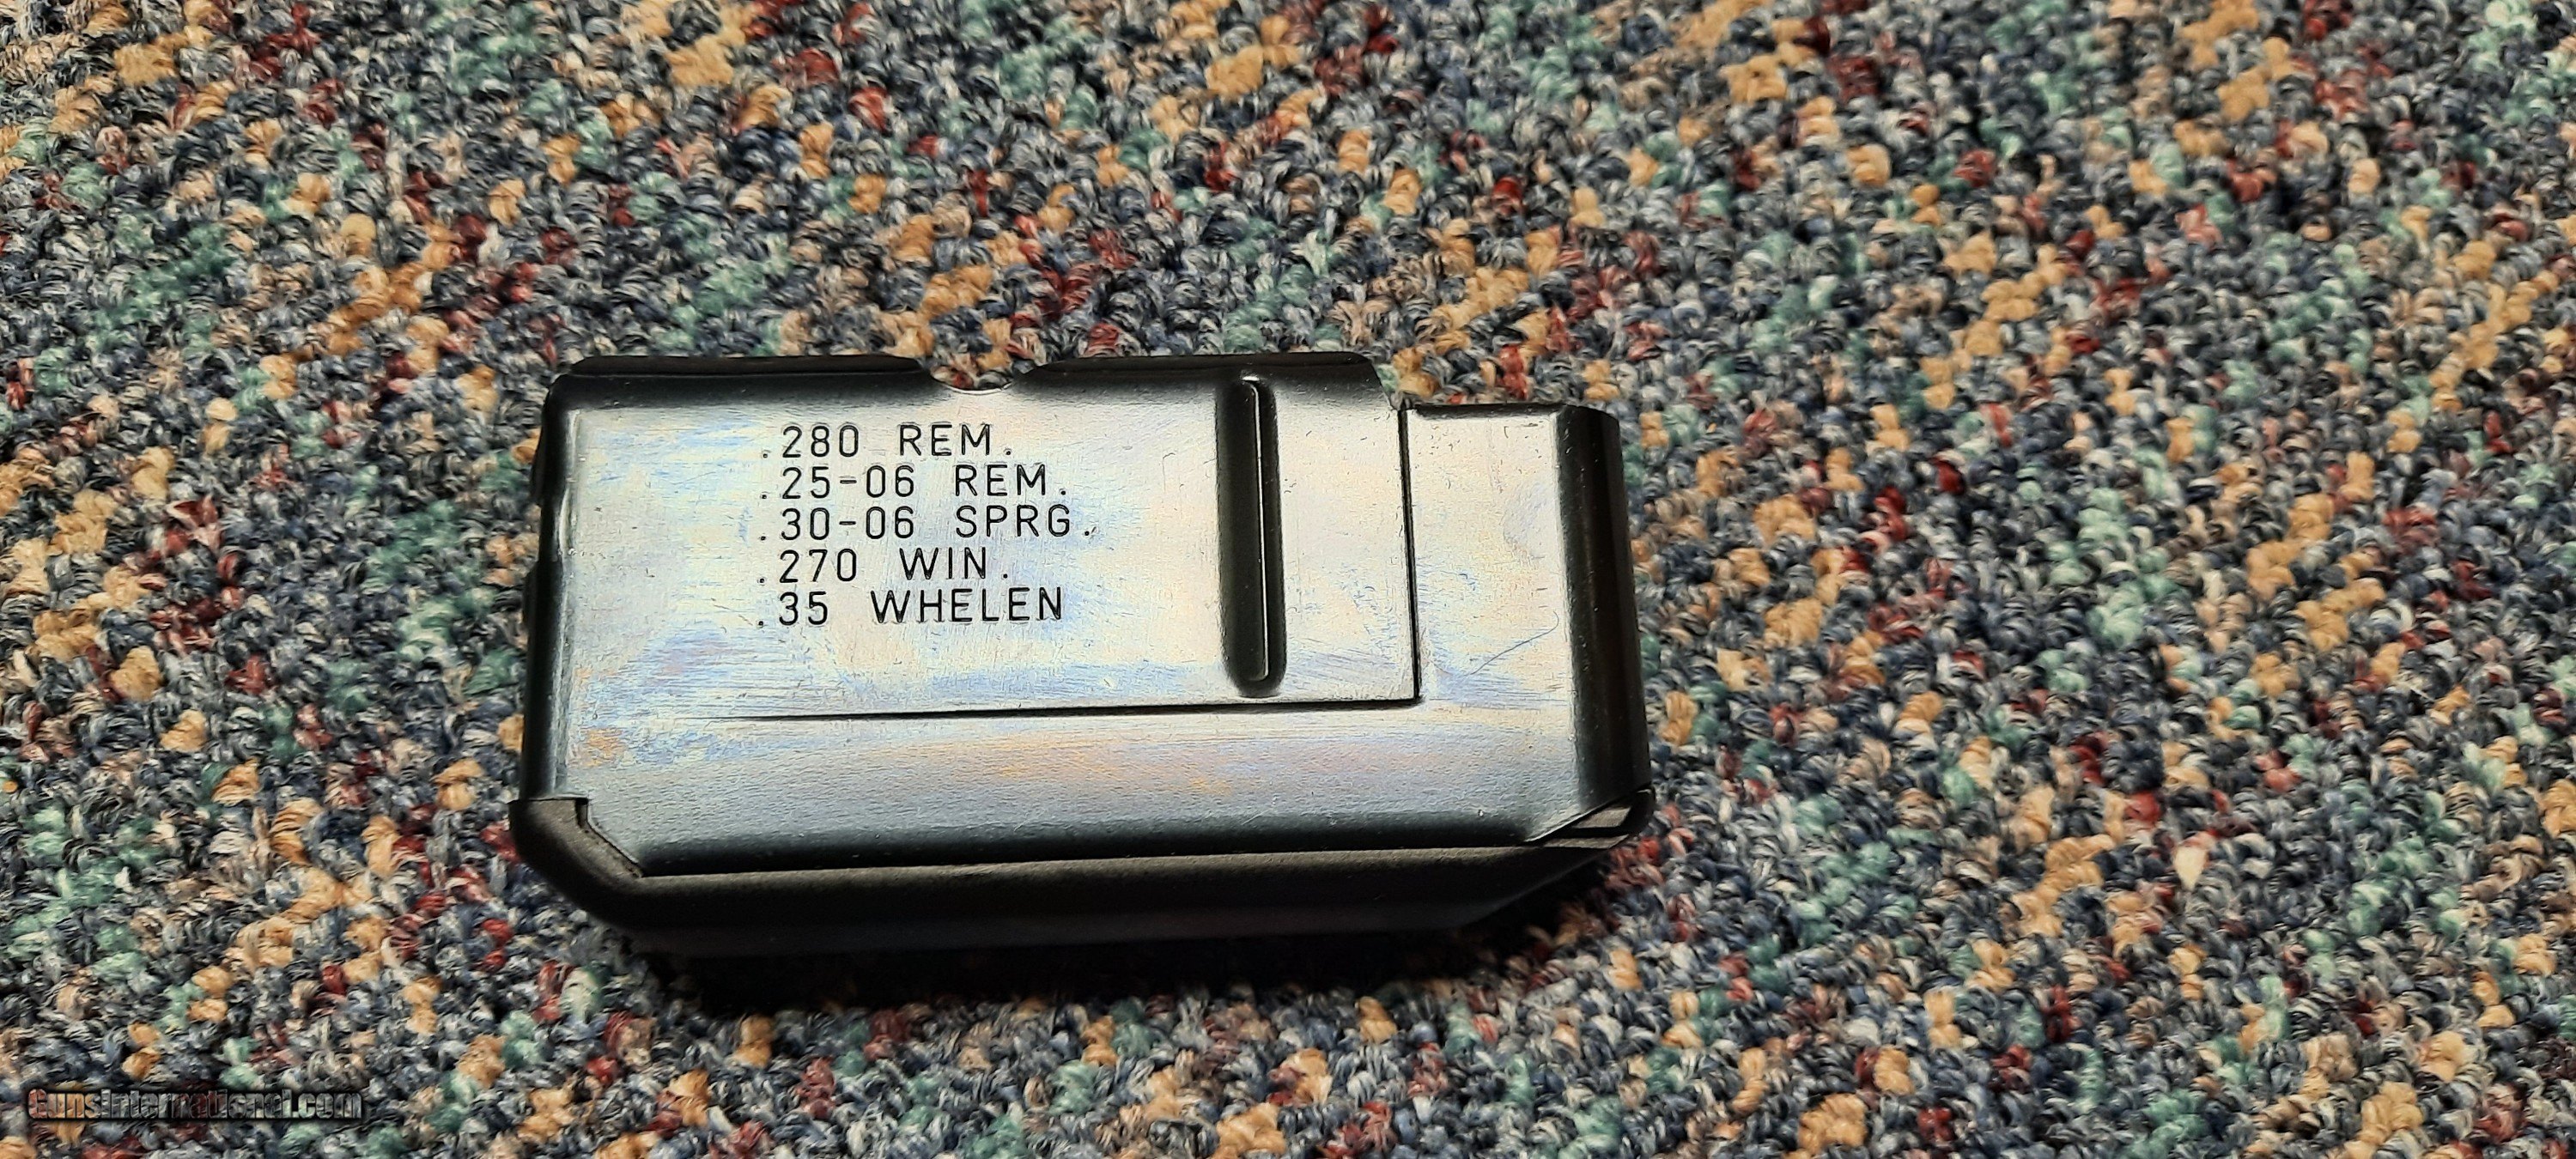 .280 REM.
.25-06 REM.
.30-06 SPRG.
.270 WIN.
.35 WHELEN
GunsInternational.com